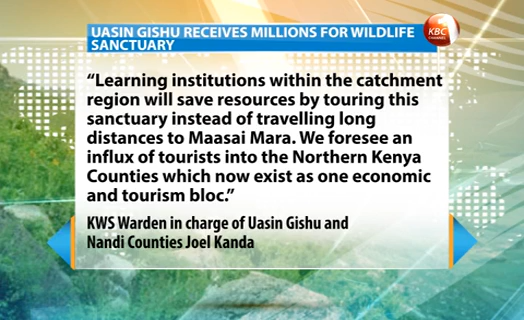 UASIN GISHU RECEIVES MILLIONS FOR WILDLIFE
SANCTUARY
KBC
CHANNEL
“Learning institutions within the catchment
region will save resources by touring this
sanctuary instead of travelling long
distances to Maasai Mara. We foresee an
influx of tourists into the Northern Kenya
Counties which now exist as one economic
and tourism bloc.”
KWS Warden in charge of Uasin Gishu and
Nandi Counties Joel Kanda